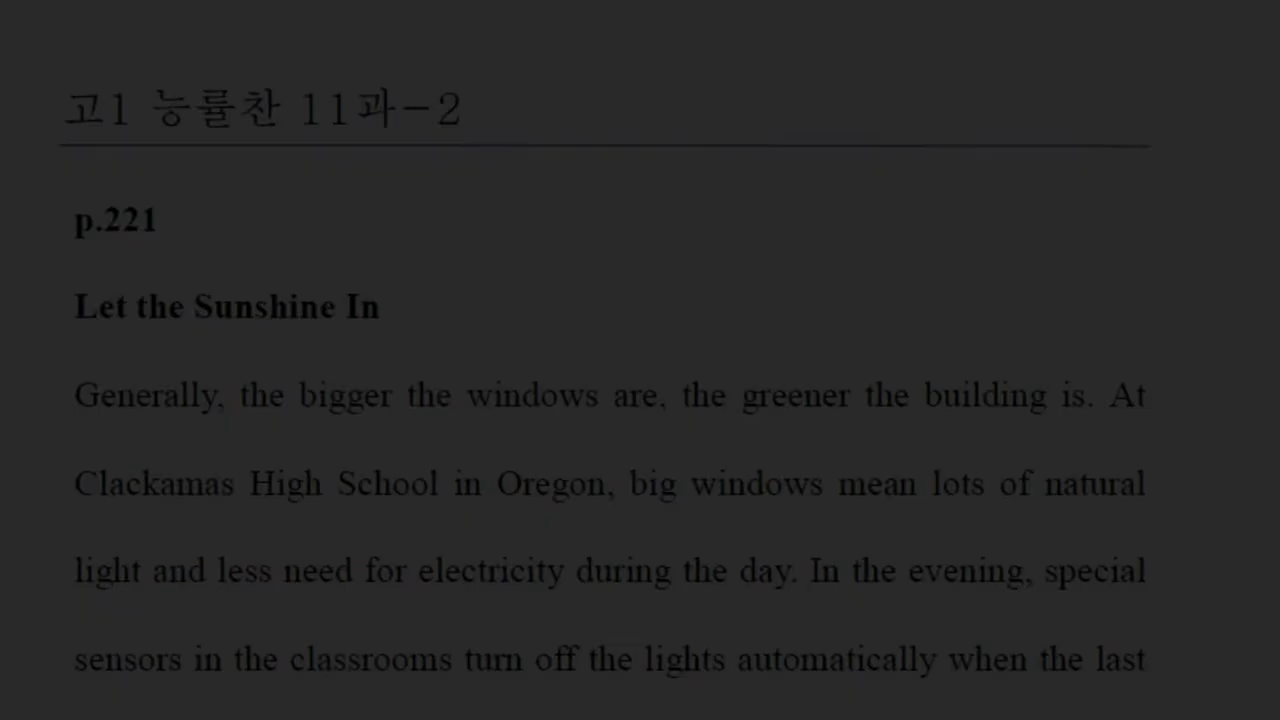 고1 능률찬 11과-2
p.221
Let the Sunshine In
Generally, the bigger the windows are, the greener the building is. At
Clackamas High School in Oregon, big windows mean lots of natural
light and less need for electricity during the day. In the evening, special
sensors in the classrooms turn off the lights automatically when the last